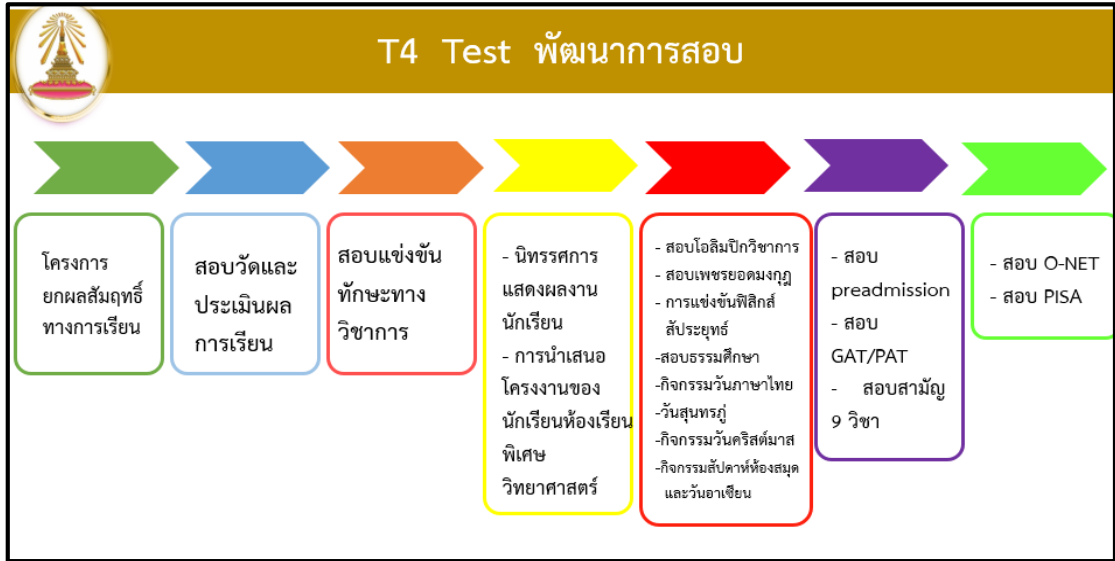 T4 Test พัฒนาการสอบ
โครงการ
ยกผลสัมฤทธิ์
ทางการเรียน
สอบวัดและ
ประเมินผล
การเรียน
สอบแข่งขัน
ทักษะทาง
วิชาการ
- นิทรรศการ
แสดงผลงาน
นักเรียน
- การนำเสนอ
โครงงานของ
นักเรียนห้องเรียน
พิเศษ
วิทยาศาสตร์
- สอบโอลิมปิกวิชาการ
- สอบเพชรยอดมงกุฎ
- การแข่งขันฟิสิกส์
สัประยุทธ์
-สอบธรรมศึกษา
-กิจกรรมวันภาษาไทย
-วันสุนทรภู่
-กิจกรรมวันคริสต์มาส
-กิจกรรมสัปดาห์ห้องสมุด
และวันอาเซียน
- สอบ
preadmission
- สอบ
GAT/PAT
- สอบสามัญ
9 วิชา
- สอบ O-NET
- สอบ PISA